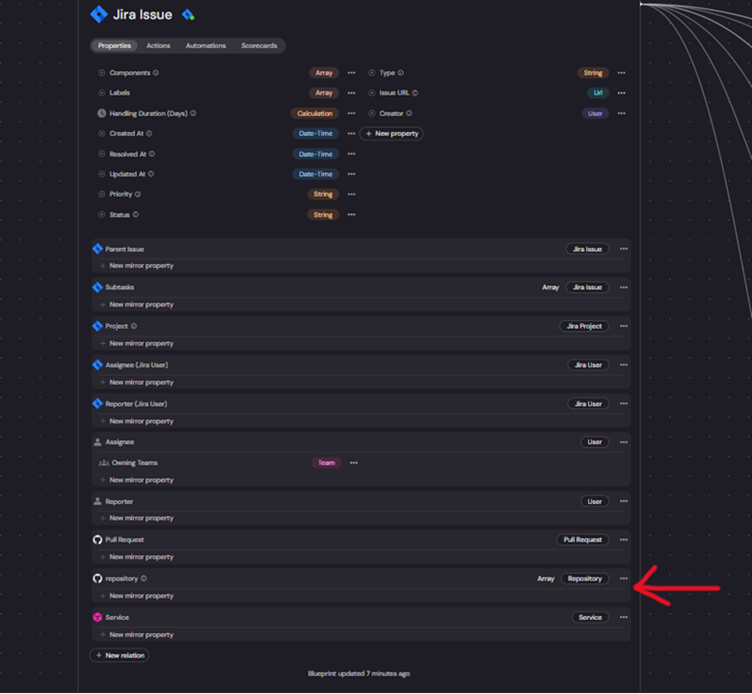 Jira Issue
Properties Actions Automations Scorecards
Components Array Type String
Labels Array Issue URL Url
Handling Duration (Days) Calculation Creator User
Created At Date-Time + New property
Resolved At Date-Time
Updated At Date-Time
Priority String
Status String
Parent Issue Jira Issue
+ New mirror property
Subtasks Array Jira Issue
+ New mirror property
Project Jira Project
+ New mirror property
Assignee (Jira User) Jira User
+ New mirror property
Reporter (Jira User) Jira User
+ New mirror property
Assignee User
Owning Teams Team
+ New mirror property
Reporter User
+ New mirror property
Pull Request Pull Request
+ New mirror property
repository Array Repository
+ New mirror property
Service Service
+ New mirror property
+ New relation
Blueprint updated 7 minutes ago